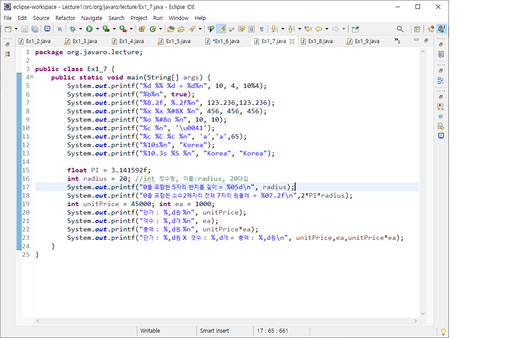 eclipse-workspace - Lecture1/src/org/javaro/lecture/Ex1_7.java - Eclipse IDE
File Edit Source Refactor Navigate Search Project Run Window Help
Ex1_2.java Ex1_3.java Ex1_4.java Ex1_5.java *Ex1_6.java Ex1_7.java Ex1_8.java Ex1_9.java
1 package org.javaro.lecture;
2
3 public class Ex1_7 {
4 public static void main(String[] args) {
5 System.out.printf("%d %% %d = %d%n", 10, 4, 10%4);
6 System.out.printf("%b%n", true);
7 System.out.printf("%8.2f, %.2f%n", 123.236,123.236);
8 System.out.printf("%x %x %#8X %n", 456, 456, 456);
9 System.out.printf("%o %#8o %n", 10, 10);
10 System.out.printf("%c %n", '\u0041');
11 System.out.printf("%c %C %c %n", 'a','a',65);
12 System.out.printf("%10s%n", "Korea");
13 System.out.printf("%10.3s %S %n", "Korea", "Korea");
14
15 float PI = 3.141592f;
16 int radius = 20; //int 정수형, 이름:radius, 20대입
17 System.out.printf("0을 포함한 5자리 반지름 길이 = %05d\n", radius);
18 System.out.printf("0을 포함한 소수2째자리 전체 7자리 원둘레 = %07.2f\n",2*PI*radius);
19 int unitPrice = 45000; int ea = 1000;
20 System.out.printf("단가 : %,d원 %n", unitPrice);
21 System.out.printf("갯수 : %,d개 %n", ea);
22 System.out.printf("총액 : %,d원 %n", unitPrice*ea);
23 System.out.printf("단가 : %,d원 X 갯수 : %,d개 = 총액 : %,d원\n", unitPrice,ea,unitPrice*ea);
24 }
25 }
Writable Smart Insert 17 : 65 : 661